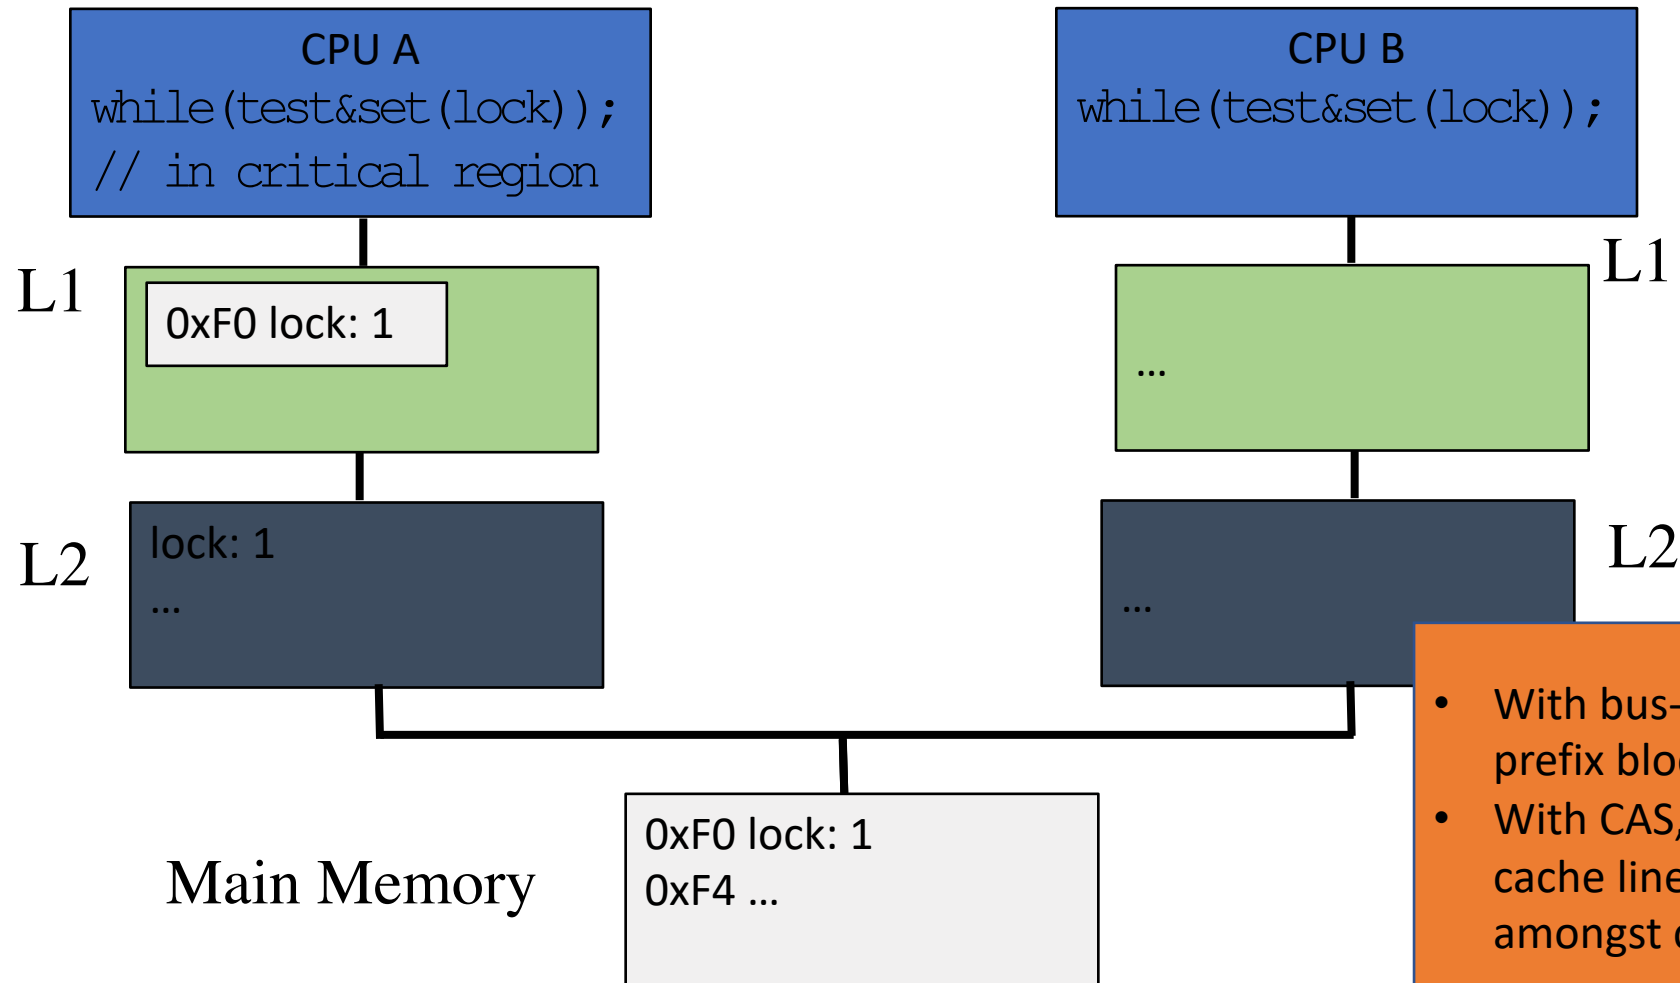 CPU A
while(test&set(lock));
// in critical region
CPU B
while(test&set(lock));
L1
0xF0 lock: 1
L1
…
L2
lock: 1
…
L2
…
Main Memory
0xF0 lock: 1
0xF4 …
• With bus-
prefix
• With CAS,
cache line
amongst